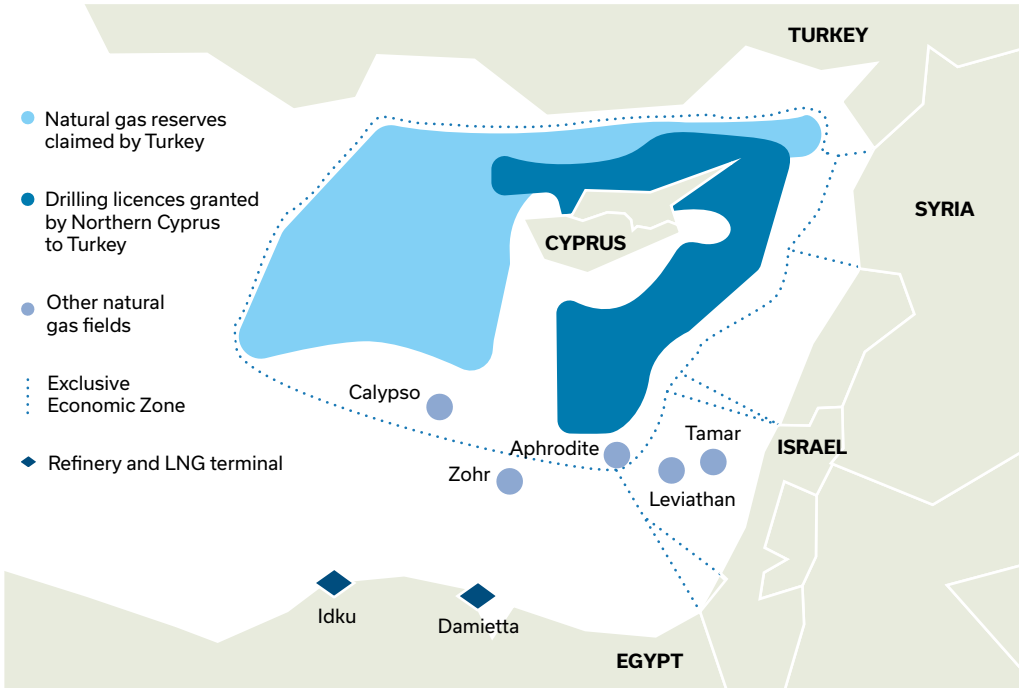 TURKEY
Natural gas reserves
claimed by Turkey
Drilling licences granted
by Northern Cyprus
to Turkey
SYRIA
CYPRUS
Other natural
gas fields
Exclusive
Economic Zone
Calypso
Aphrodite
Tamar
ISRAEL
Refinery and LNG terminal
Zohr
Leviathan
Idku
Damietta
EGYPT